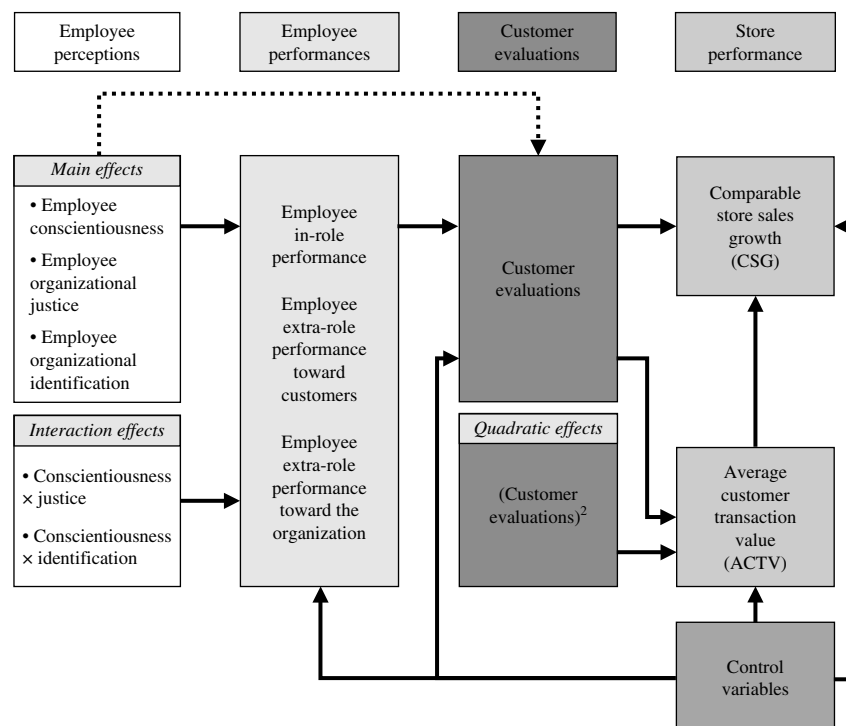 Employee
perceptions
Employee
performances
Customer
evaluations
Store
performance
Main effects
• Employee
conscientiousness
• Employee
organizational
justice
• Employee
organizational
identification
Interaction effects
• Conscientiousness
× justice
• Conscientiousness
× identification
Employee
in-role
performance
Employee
extra-role
performance
toward
customers
Employee
extra-role
performance
toward the
organization
Customer
evaluations
Quadratic effects
(Customer
evaluations)²
Comparable
store sales
growth
(CSG)
Average
customer
transaction
value
(ACTV)
Control
variables